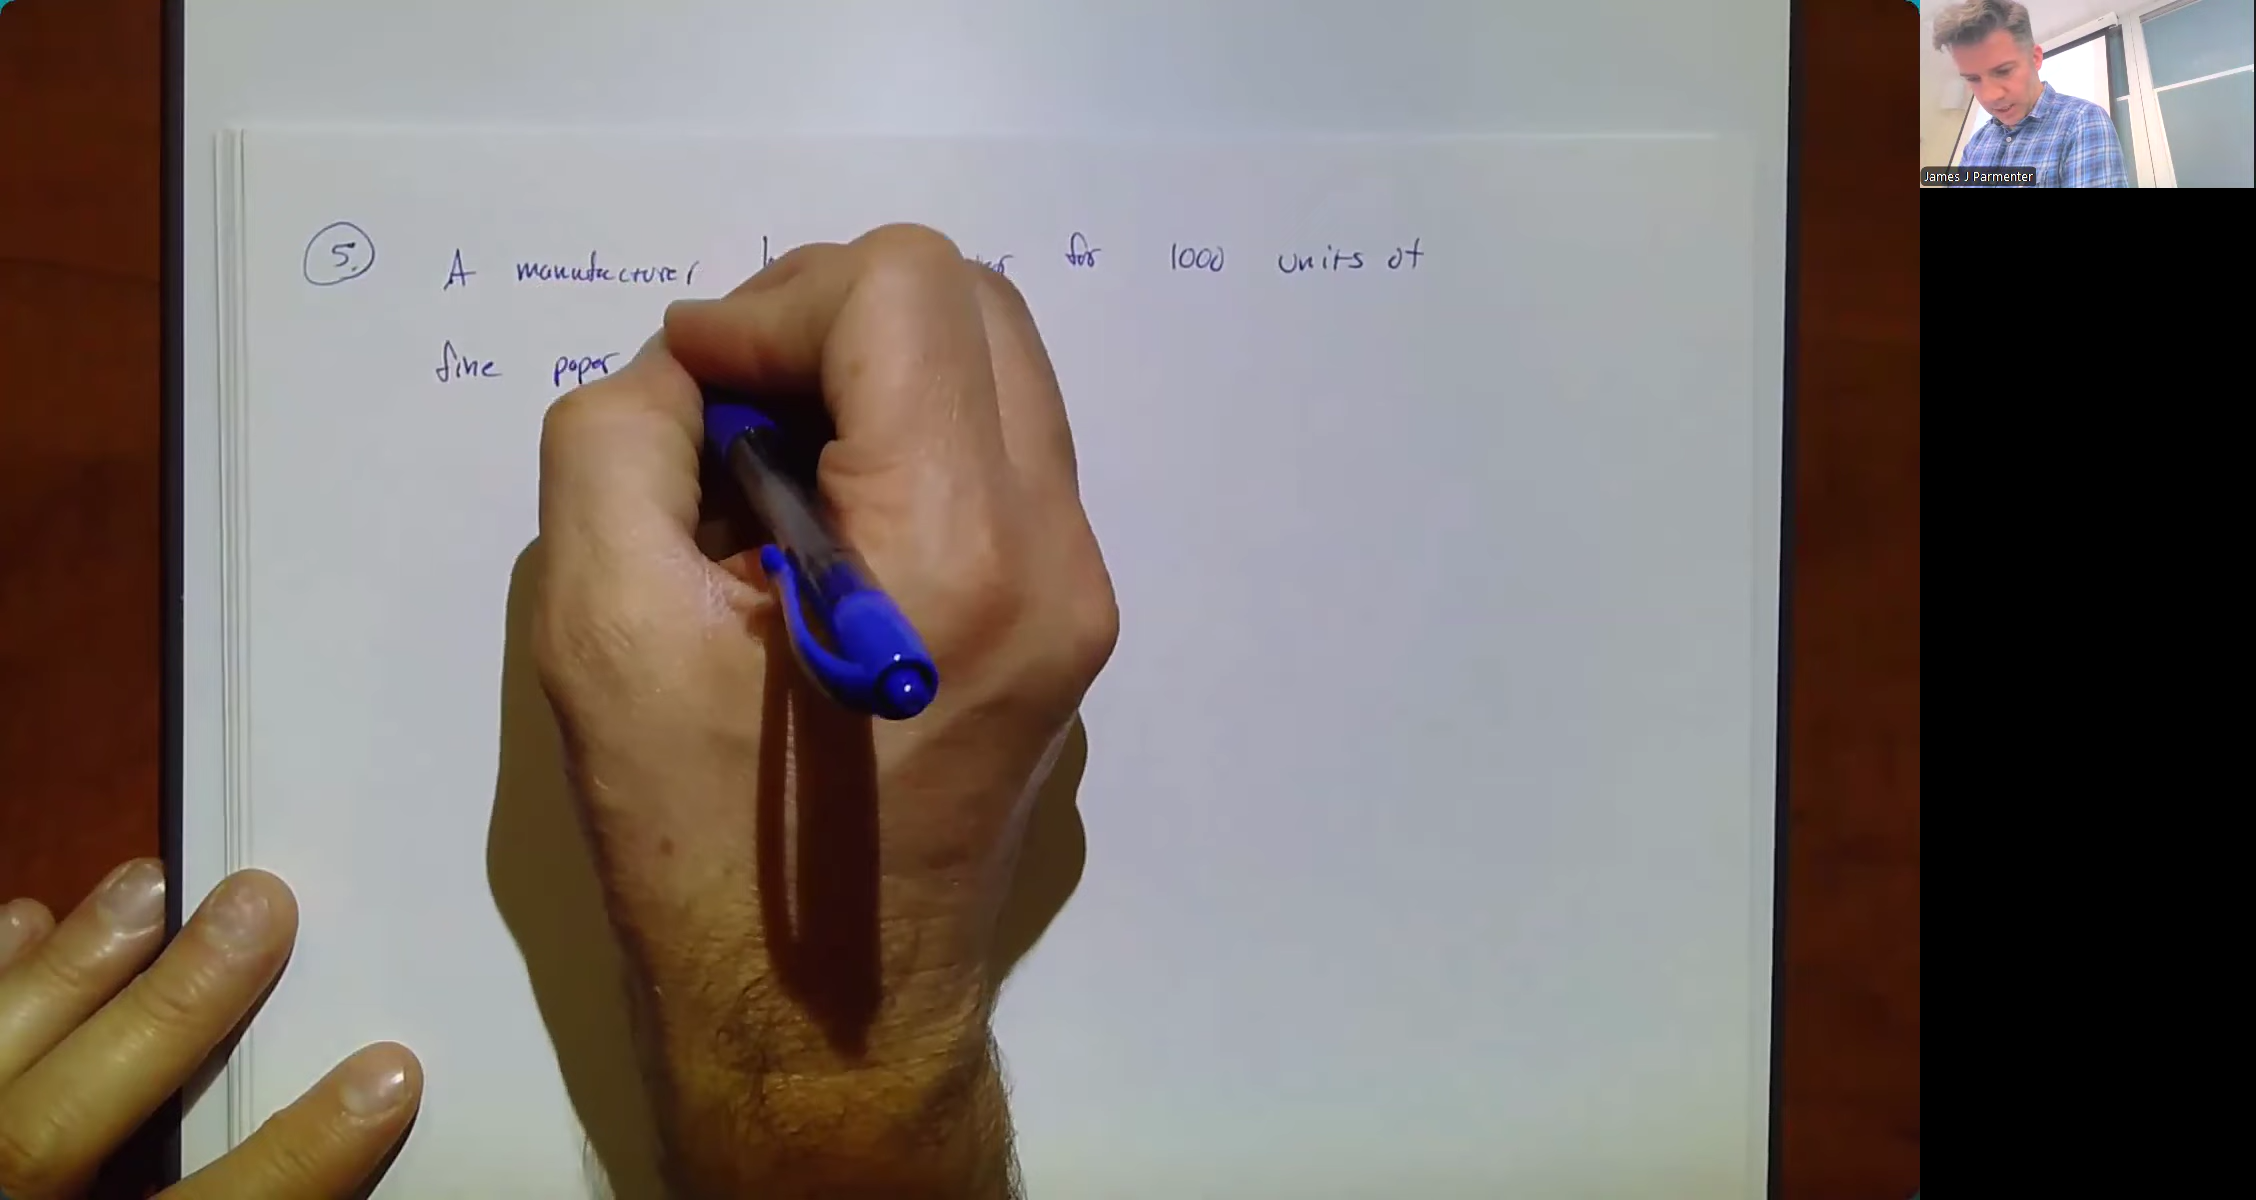 5. A manufacturer for 1000 units of
fine paper
James J Parmenter